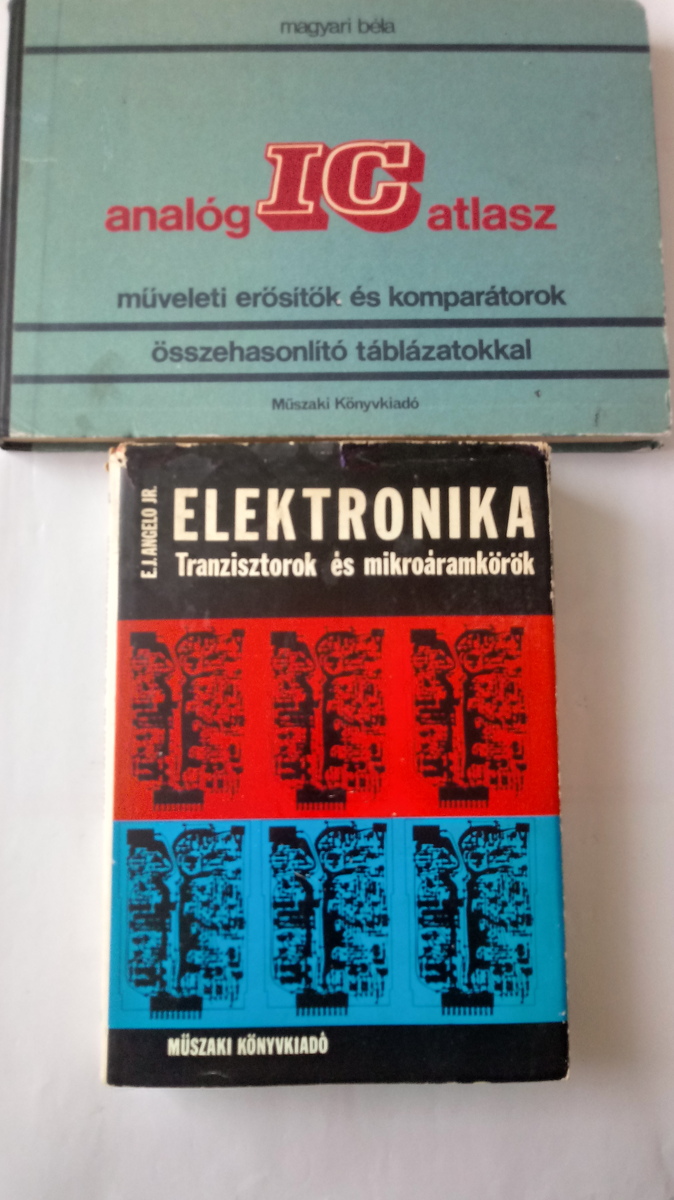 magyari béla
analóg IC atlasz
műveleti erősítők és komparátorok
összehasonlító táblázatokkal
Műszaki Könyvkiadó
E.J. ANGELO JR.
ELEKTRONIKA
Tranzisztorok és mikroáramkörök
MŰSZAKI KÖNYVKIADÓ